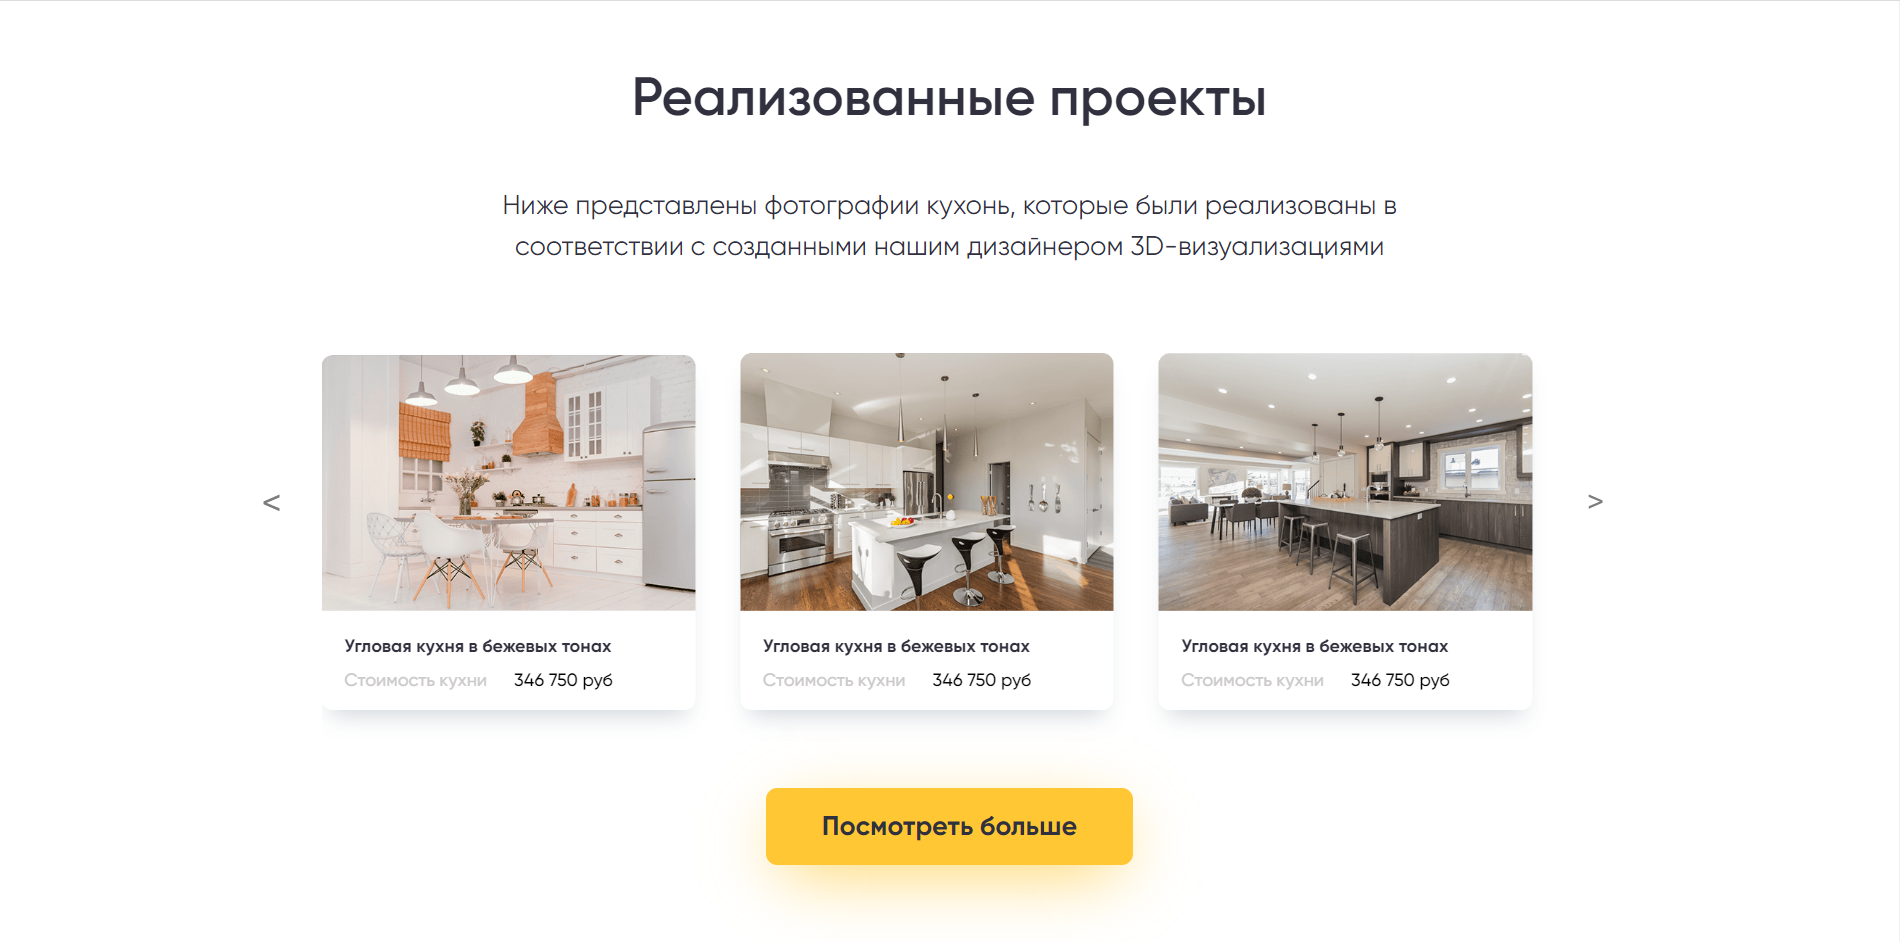 Реализованные проекты
Ниже представлены фотографии кухонь, которые были реализованы в
соответствии с созданными нашим дизайнером 3D-визуализациями
<
>
Угловая кухня в бежевых тонах
Стоимость кухни 346 750 руб
Угловая кухня в бежевых тонах
Стоимость кухни 346 750 руб
Угловая кухня в бежевых тонах
Стоимость кухни 346 750 руб
Посмотреть больше